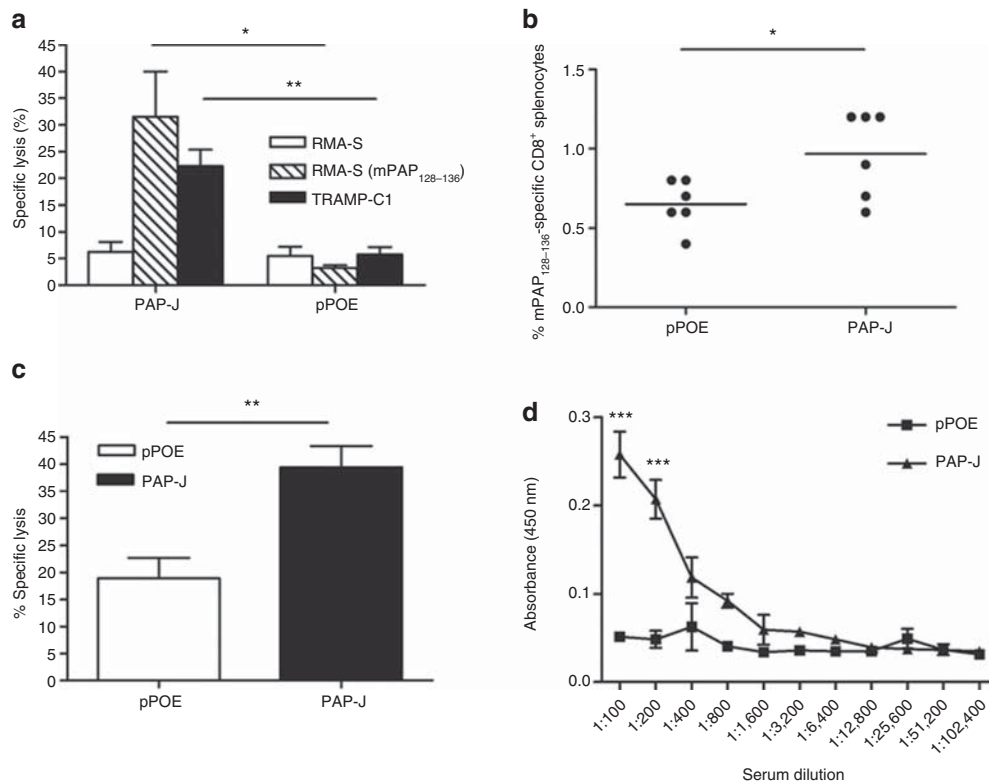 a
*
**
45
40
35
30
25
20
15
10
5
0
Specific lysis (%)
RMA-S
RMA-S (mPAP128–136)
TRAMP-C1
PAP-J
pPOE
b
*
1.5
1.0
0.5
0.0
% mPAP128–136-specific CD8+ splenocytes
pPOE
PAP-J
c
**
45
40
35
30
25
20
15
10
5
0
% Specific lysis
pPOE
PAP-J
pPOE
PAP-J
d
0.3
0.2
0.1
0.0
Absorbance (450 nm)
***
***
pPOE
PAP-J
1:100
1:200
1:400
1:800
1:1,600
1:3,200
1:6,400
1:12,800
1:25,600
1:51,200
1:102,400
Serum dilution